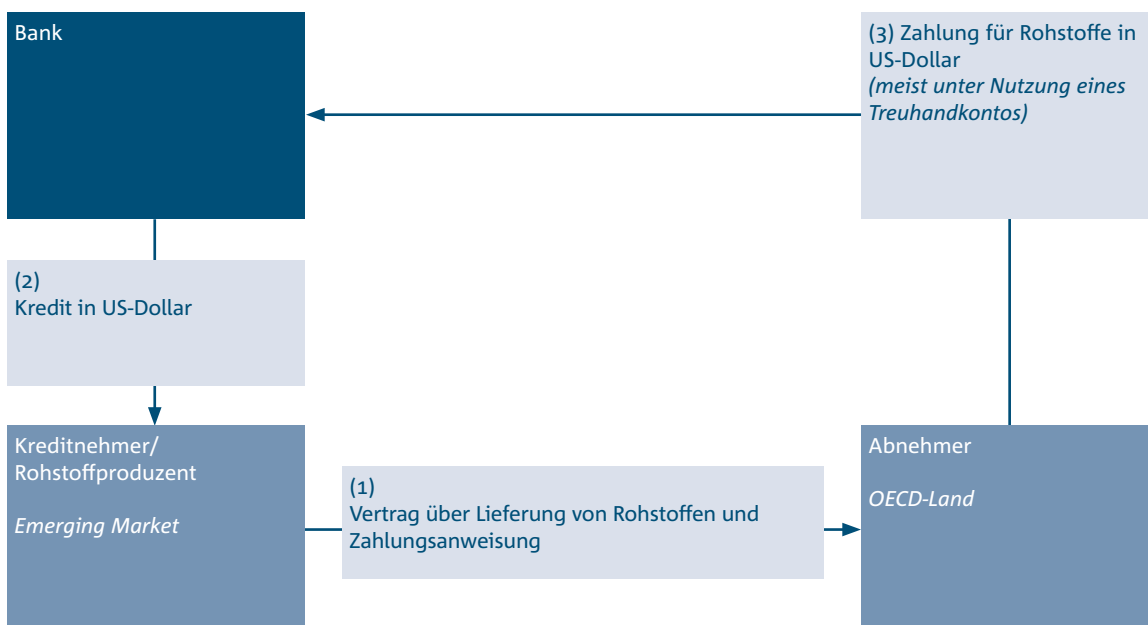 Bank
(3) Zahlung für Rohstoffe in
US-Dollar
(meist unter Nutzung eines
Treuhandkontos)
(2)
Kredit in US-Dollar
Kreditnehmer/
Rohstoffproduzent
Emerging Market
(1)
Vertrag über Lieferung von Rohstoffen und
Zahlungsanweisung
Abnehmer
OECD-Land